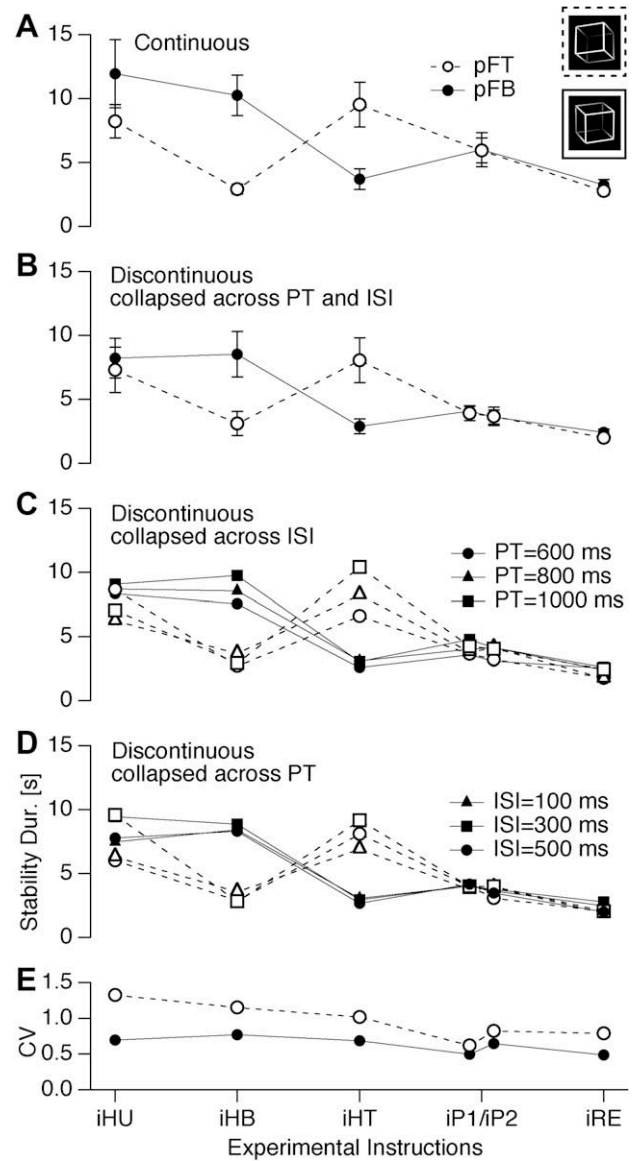 A
15
Continuous
pFT
pFB
10
5
0
B
15
Discontinuous
collapsed across PT and ISI
10
5
0
C
15
Discontinuous
collapsed across ISI
PT=600 ms
PT=800 ms
PT=1000 ms
10
5
0
D
15
Discontinuous
collapsed across PT
ISI=100 ms
ISI=300 ms
ISI=500 ms
10
5
0
Stability Dur. [s]
E
1.5
1.0
0.5
0.0
CV
iHU iHB iHT iP1/iP2 iRE
Experimental Instructions